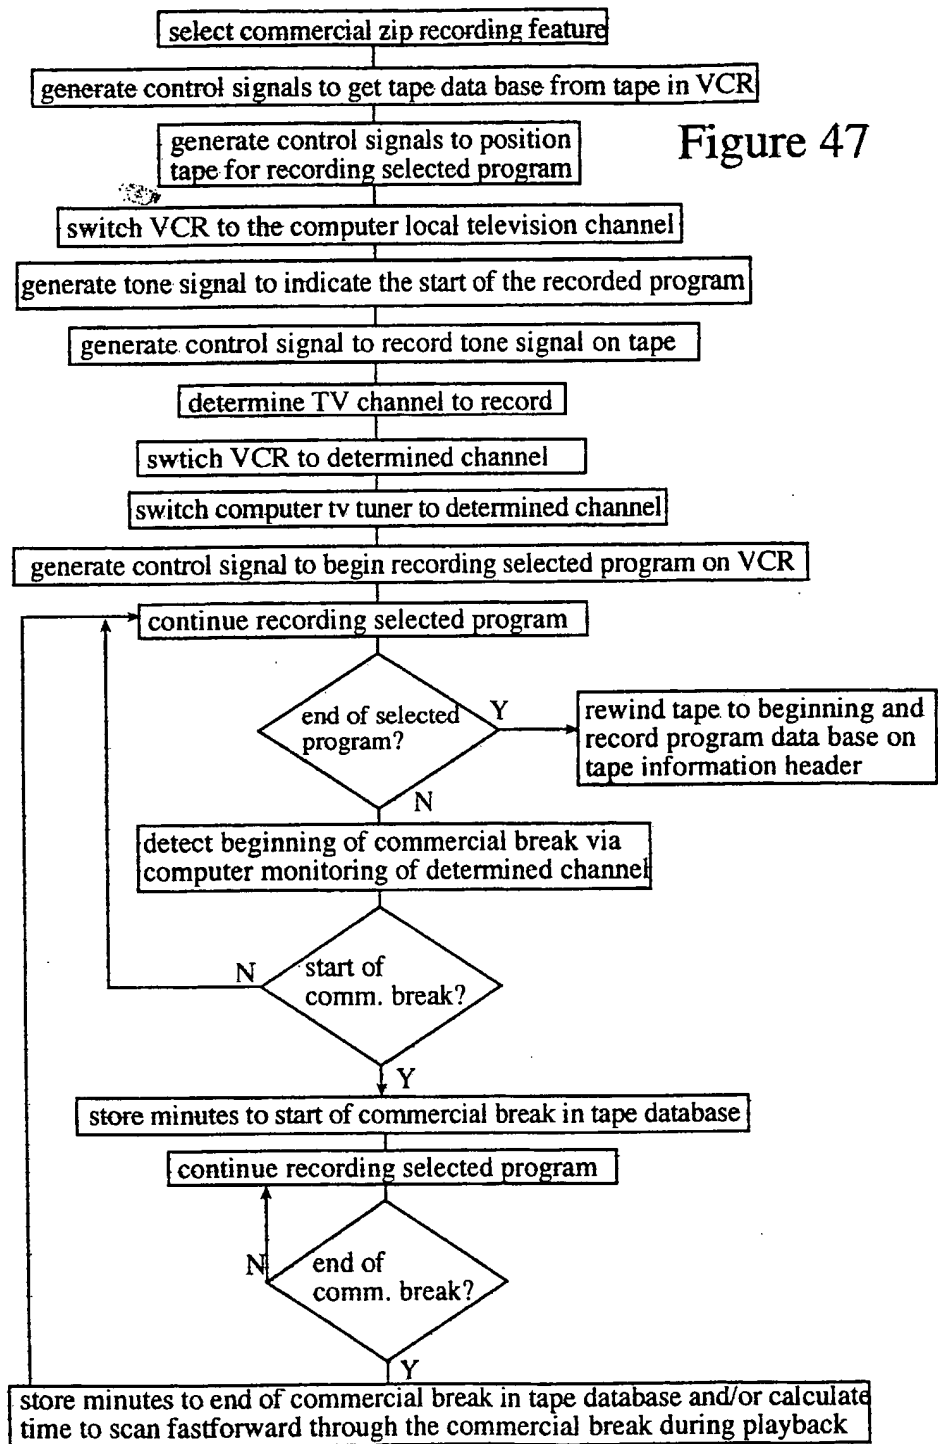 select commercial zip recording feature
generate control signals to get tape data base from tape in VCR
Figure 47
generate control signals to position
tape for recording selected program
switch VCR to the computer local television channel
generate tone signal to indicate the start of the recorded program
generate control signal to record tone signal on tape
determine TV channel to record
swtich VCR to determined channel
switch computer tv tuner to determined channel
generate control signal to begin recording selected program on VCR
continue recording selected program
end of selected
program?
Y
rewind tape to beginning and
record program data base on
tape information header
N
detect beginning of commercial break via
computer monitoring of determined channel
N
start of
comm. break?
Y
store minutes to start of commercial break in tape database
continue recording selected program
N
end of
comm. break?
Y
store minutes to end of commercial break in tape database and/or calculate
time to scan fastforward through the commercial break during playback